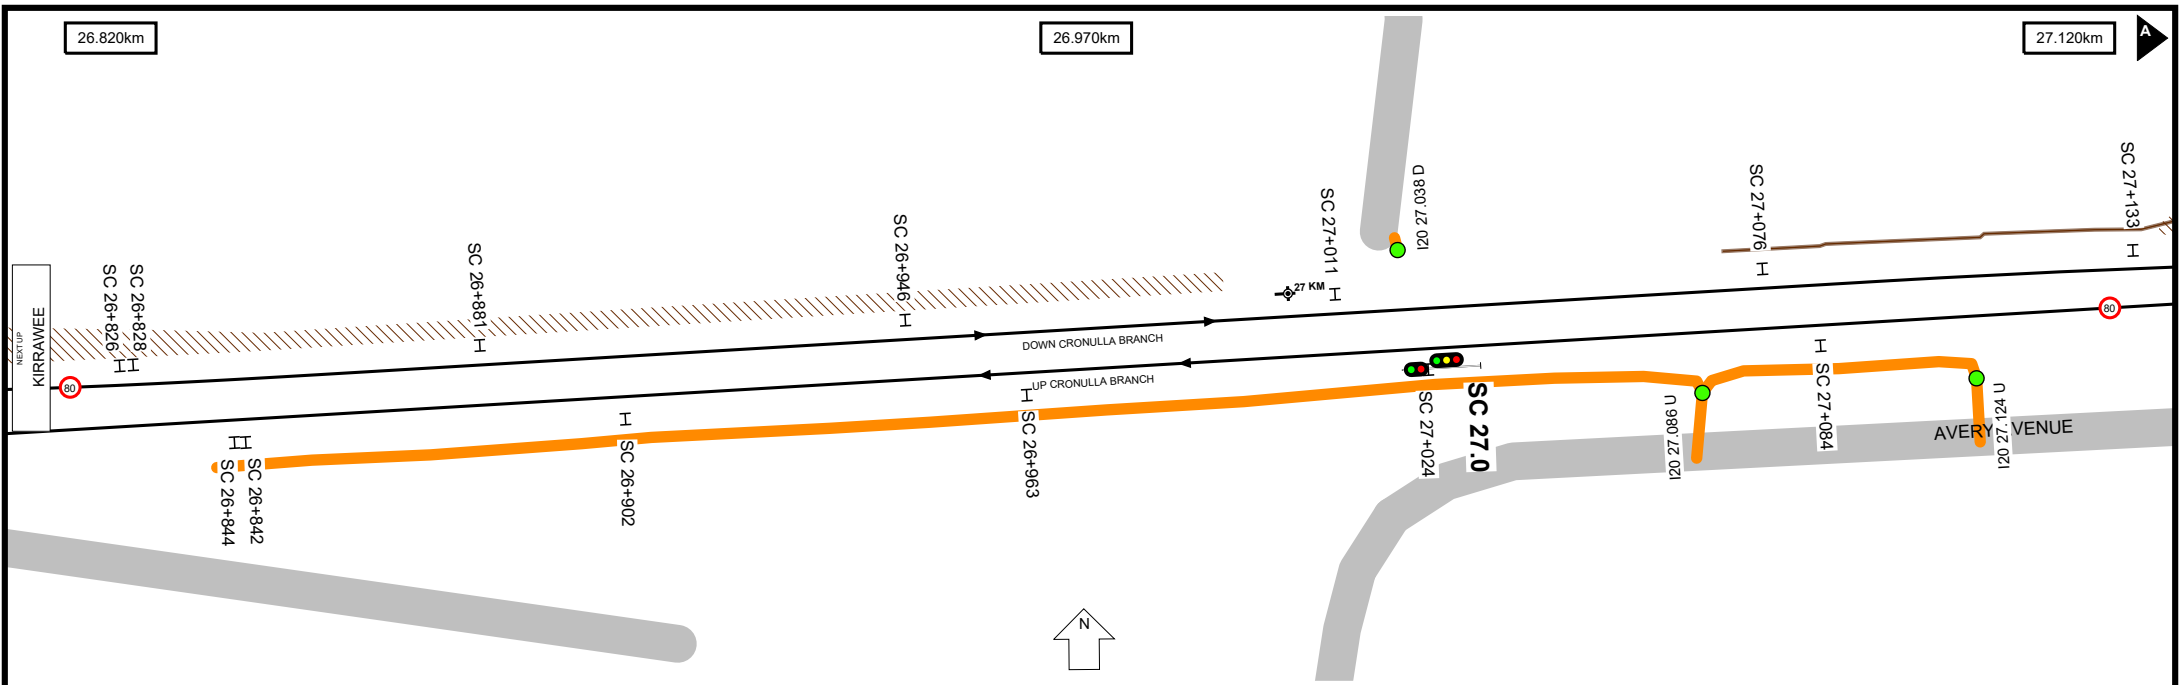 26.820km
26.970km
27.120km
A
NEXT UP
KIRRAWEE
SC 26+826
SC 26+828
SC 26+881
SC 26+946
SC 27+011
27 KM
I20 27.038 D
SC 27+076
SC 27+133
80
80
DOWN CRONULLA BRANCH
UP CRONULLA BRANCH
SC 26+844
SC 26+842
SC 26+902
SC 26+963
SC 27+024
SC 27.0
I20 27.086 U
SC 27+084
AVERY VENUE
I20 27.124 U
N